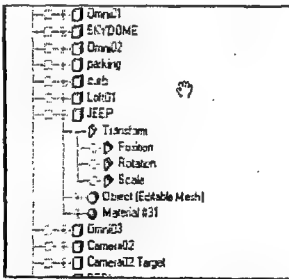 Omni01
SKYDOME
Omni02
parking
curb
Loft01
JEEP
Transform
Position
Rotation
Scale
Object (Editable Mesh)
Material #31
Omni03
Camera02
Camera02 Target